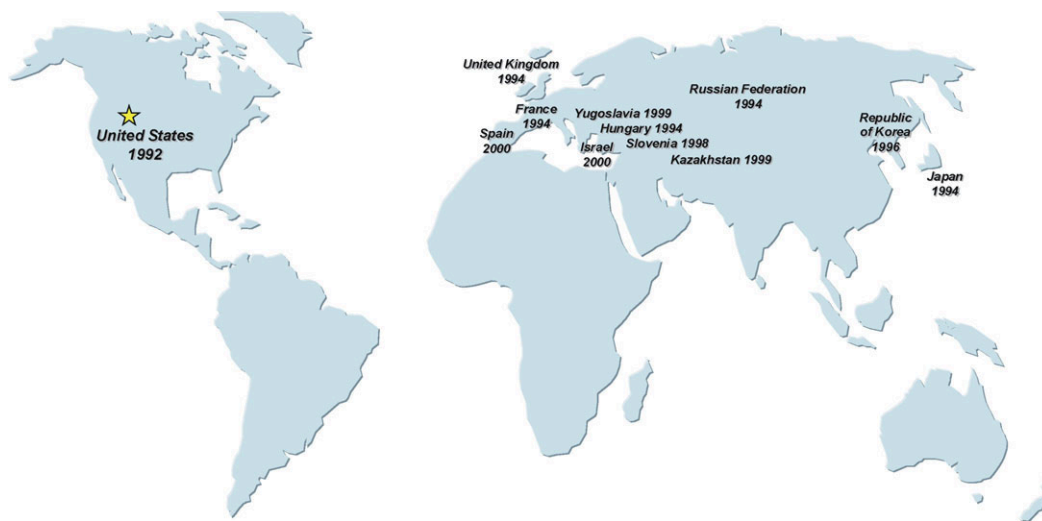 United Kingdom
1994
Russian Federation
1994
France
1994
Yugoslavia 1999
Hungary 1994
Slovenia 1998
Kazakhstan 1999
Spain
2000
Israel
2000
Republic
of Korea
1996
Japan
1994
United States
1992